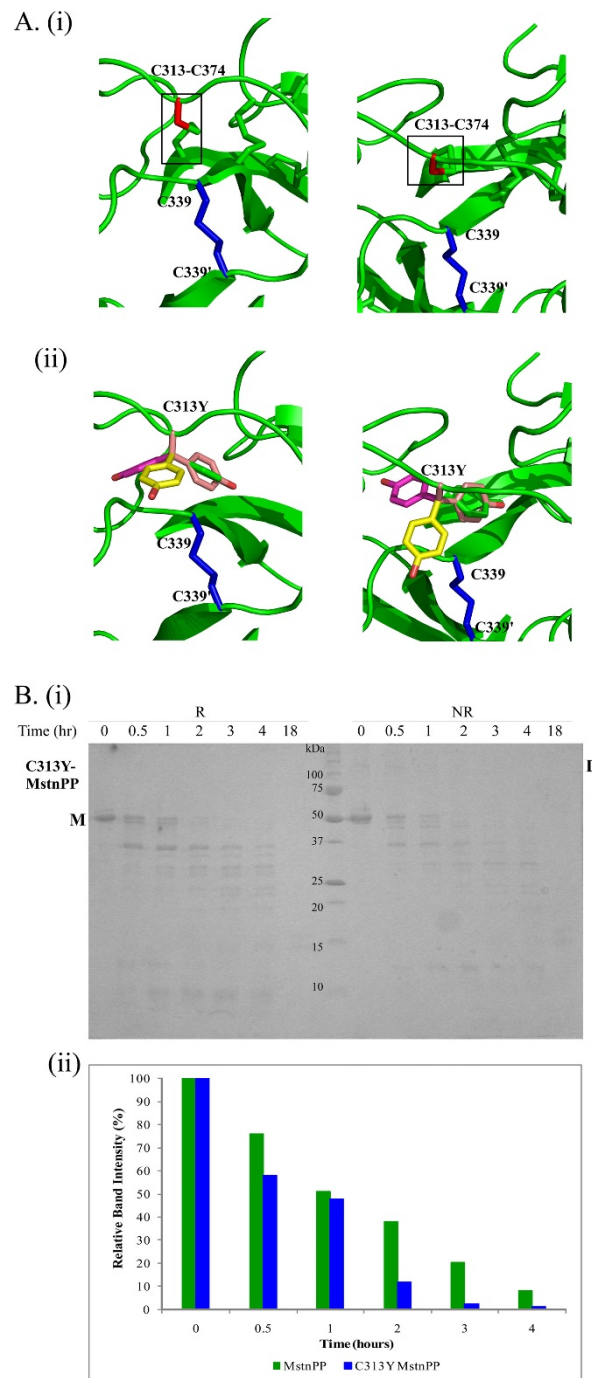 A. (i)
C313-C374
C339
C339'
C313-C374
C339
C339'
(ii)
C313Y
C339
C339'
C313Y
C339
C339'
B. (i)
R NR
Time (hr) 0 0.5 1 2 3 4 18 0 0.5 1 2 3 4 18
kDa
C313Y-
MstnPP
100
75
D
M
50
37
25
20
15
10
(ii)
Relative Band Intensity (%)
100
90
80
70
60
50
40
30
20
10
0
0 0.5 1 2 3 4
Time (hours)
MstnPP C313Y MstnPP